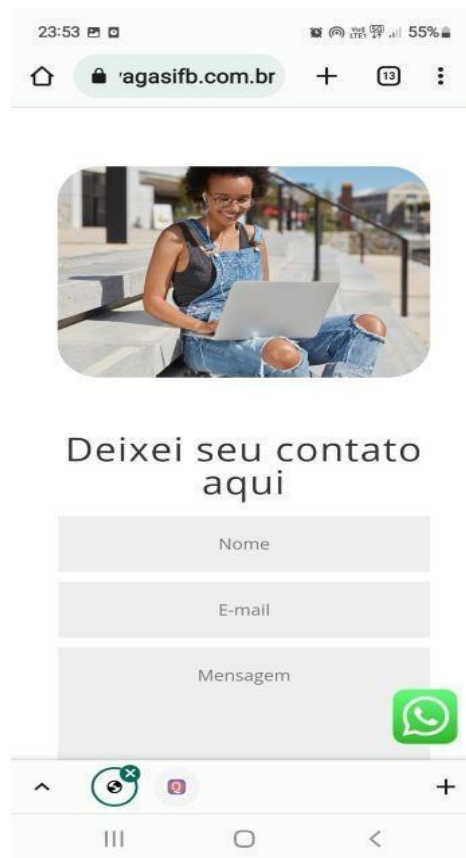 23:53 55%
'agasifb.com.br 13
Deixei seu contato
aqui
Nome
E-mail
Mensagem